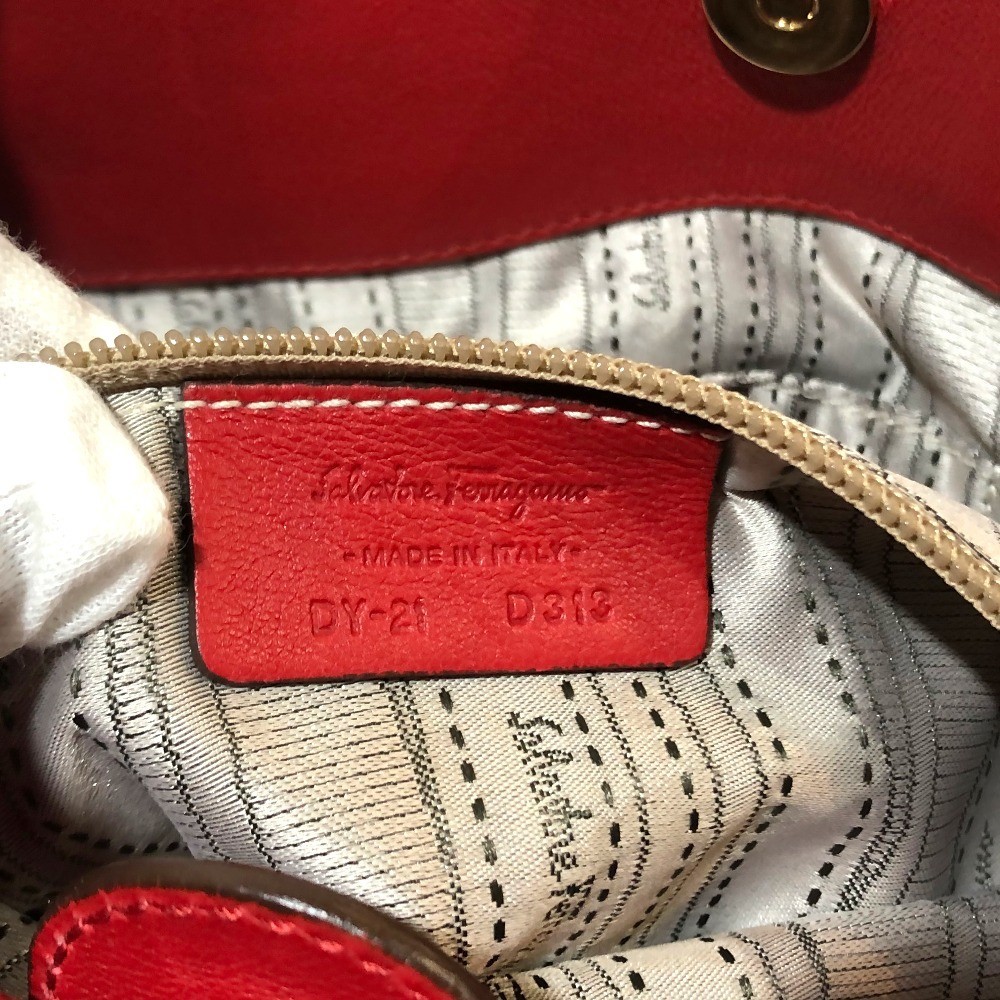 Salvatore Ferragamo
-MADE IN ITALY-
DY-21 D313